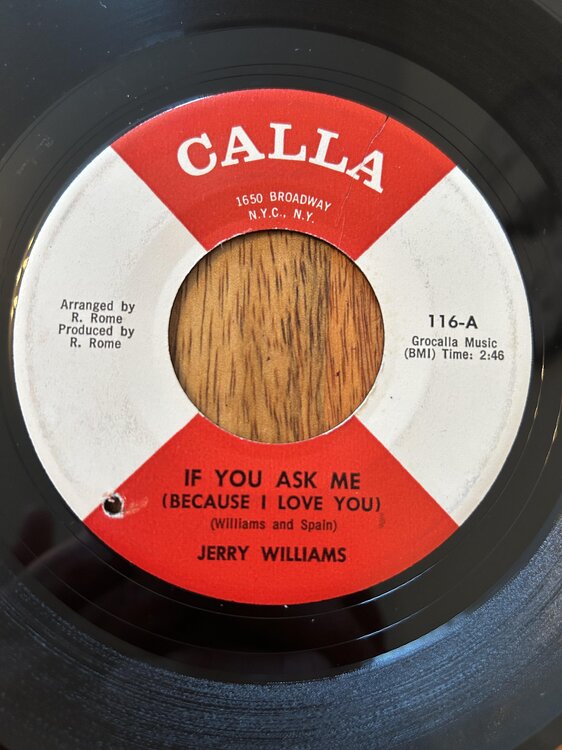 CALLA
1650 BROADWAY
N.Y.C., N.Y.
Arranged by
R. Rome
Produced by
R. Rome
116-A
Grocalla Music
(BMI) Time: 2:46
IF YOU ASK ME
(BECAUSE I LOVE YOU)
(Williams and Spain)
JERRY WILLIAMS